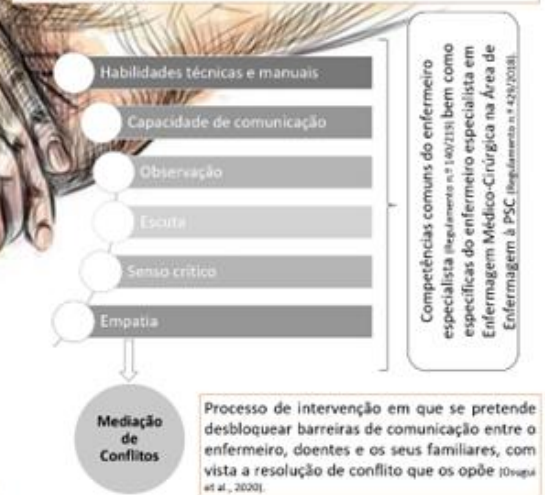 Habilidades técnicas e manuais
Capacidade de comunicação
Observação
Escuta
Senso crítico
Empatia
Competências comuns do enfermeiro
especialista (Regulamento n.º 140/219) bem como
específicas do enfermeiro especialista em
Enfermagem Médico-Cirúrgica na Área de
Enfermagem à PSC (Regulamento n.º 429/2018).
Mediação
de
Conflitos
Processo de intervenção em que se pretende
desbloquear barreiras de comunicação entre o
enfermeiro, doentes e os seus familiares, com
vista a resolução de conflito que os opõe (Osugui
et al., 2020).